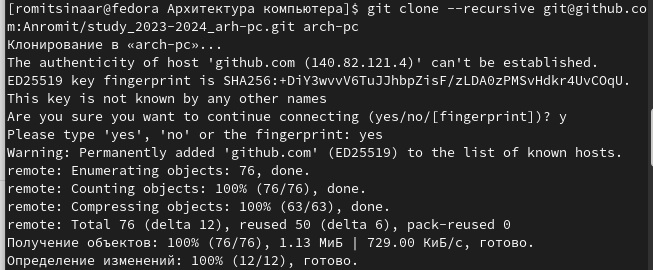 [romitsinaar@fedora Архитектура компьютера]$ git clone --recursive git@github.co
m:Anromit/study_2023-2024_arh-pc.git arch-pc
Клонирование в «arch-pc»...
The authenticity of host 'github.com (140.82.121.4)' can't be established.
ED25519 key fingerprint is SHA256:+DiY3wvvV6TuJJhbpZisF/zLDA0zPMSvHdkr4UvCOqU.
This key is not known by any other names
Are you sure you want to continue connecting (yes/no/[fingerprint])? y
Please type 'yes', 'no' or the fingerprint: yes
Warning: Permanently added 'github.com' (ED25519) to the list of known hosts.
remote: Enumerating objects: 76, done.
remote: Counting objects: 100% (76/76), done.
remote: Compressing objects: 100% (63/63), done.
remote: Total 76 (delta 12), reused 50 (delta 6), pack-reused 0
Получение объектов: 100% (76/76), 1.13 МиБ | 729.00 КиБ/с, готово.
Определение изменений: 100% (12/12), готово.